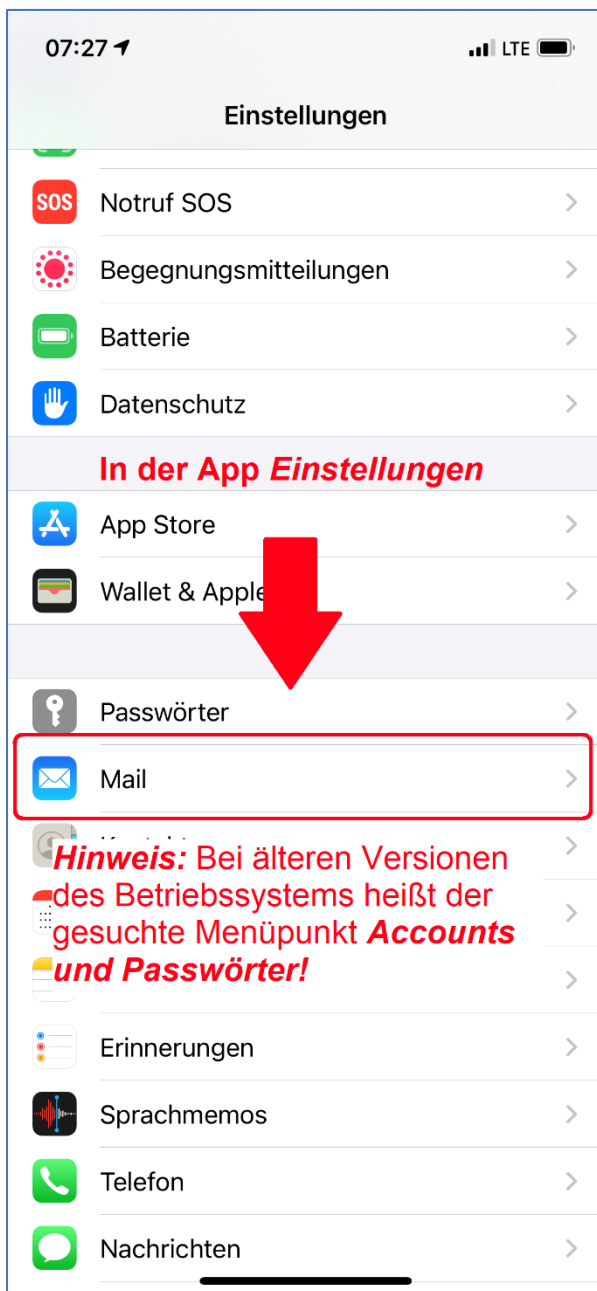 07:27
LTE
Einstellungen
SOS
Notruf SOS
Begegnungsmitteilungen
Batterie
Datenschutz
In der App Einstellungen
App Store
Wallet & Apple
Passwörter
Mail
Hinweis: Bei älteren Versionen
des Betriebssystems heißt der
gesuchte Menüpunkt Accounts
und Passwörter!
Erinnerungen
Sprachmemos
Telefon
Nachrichten